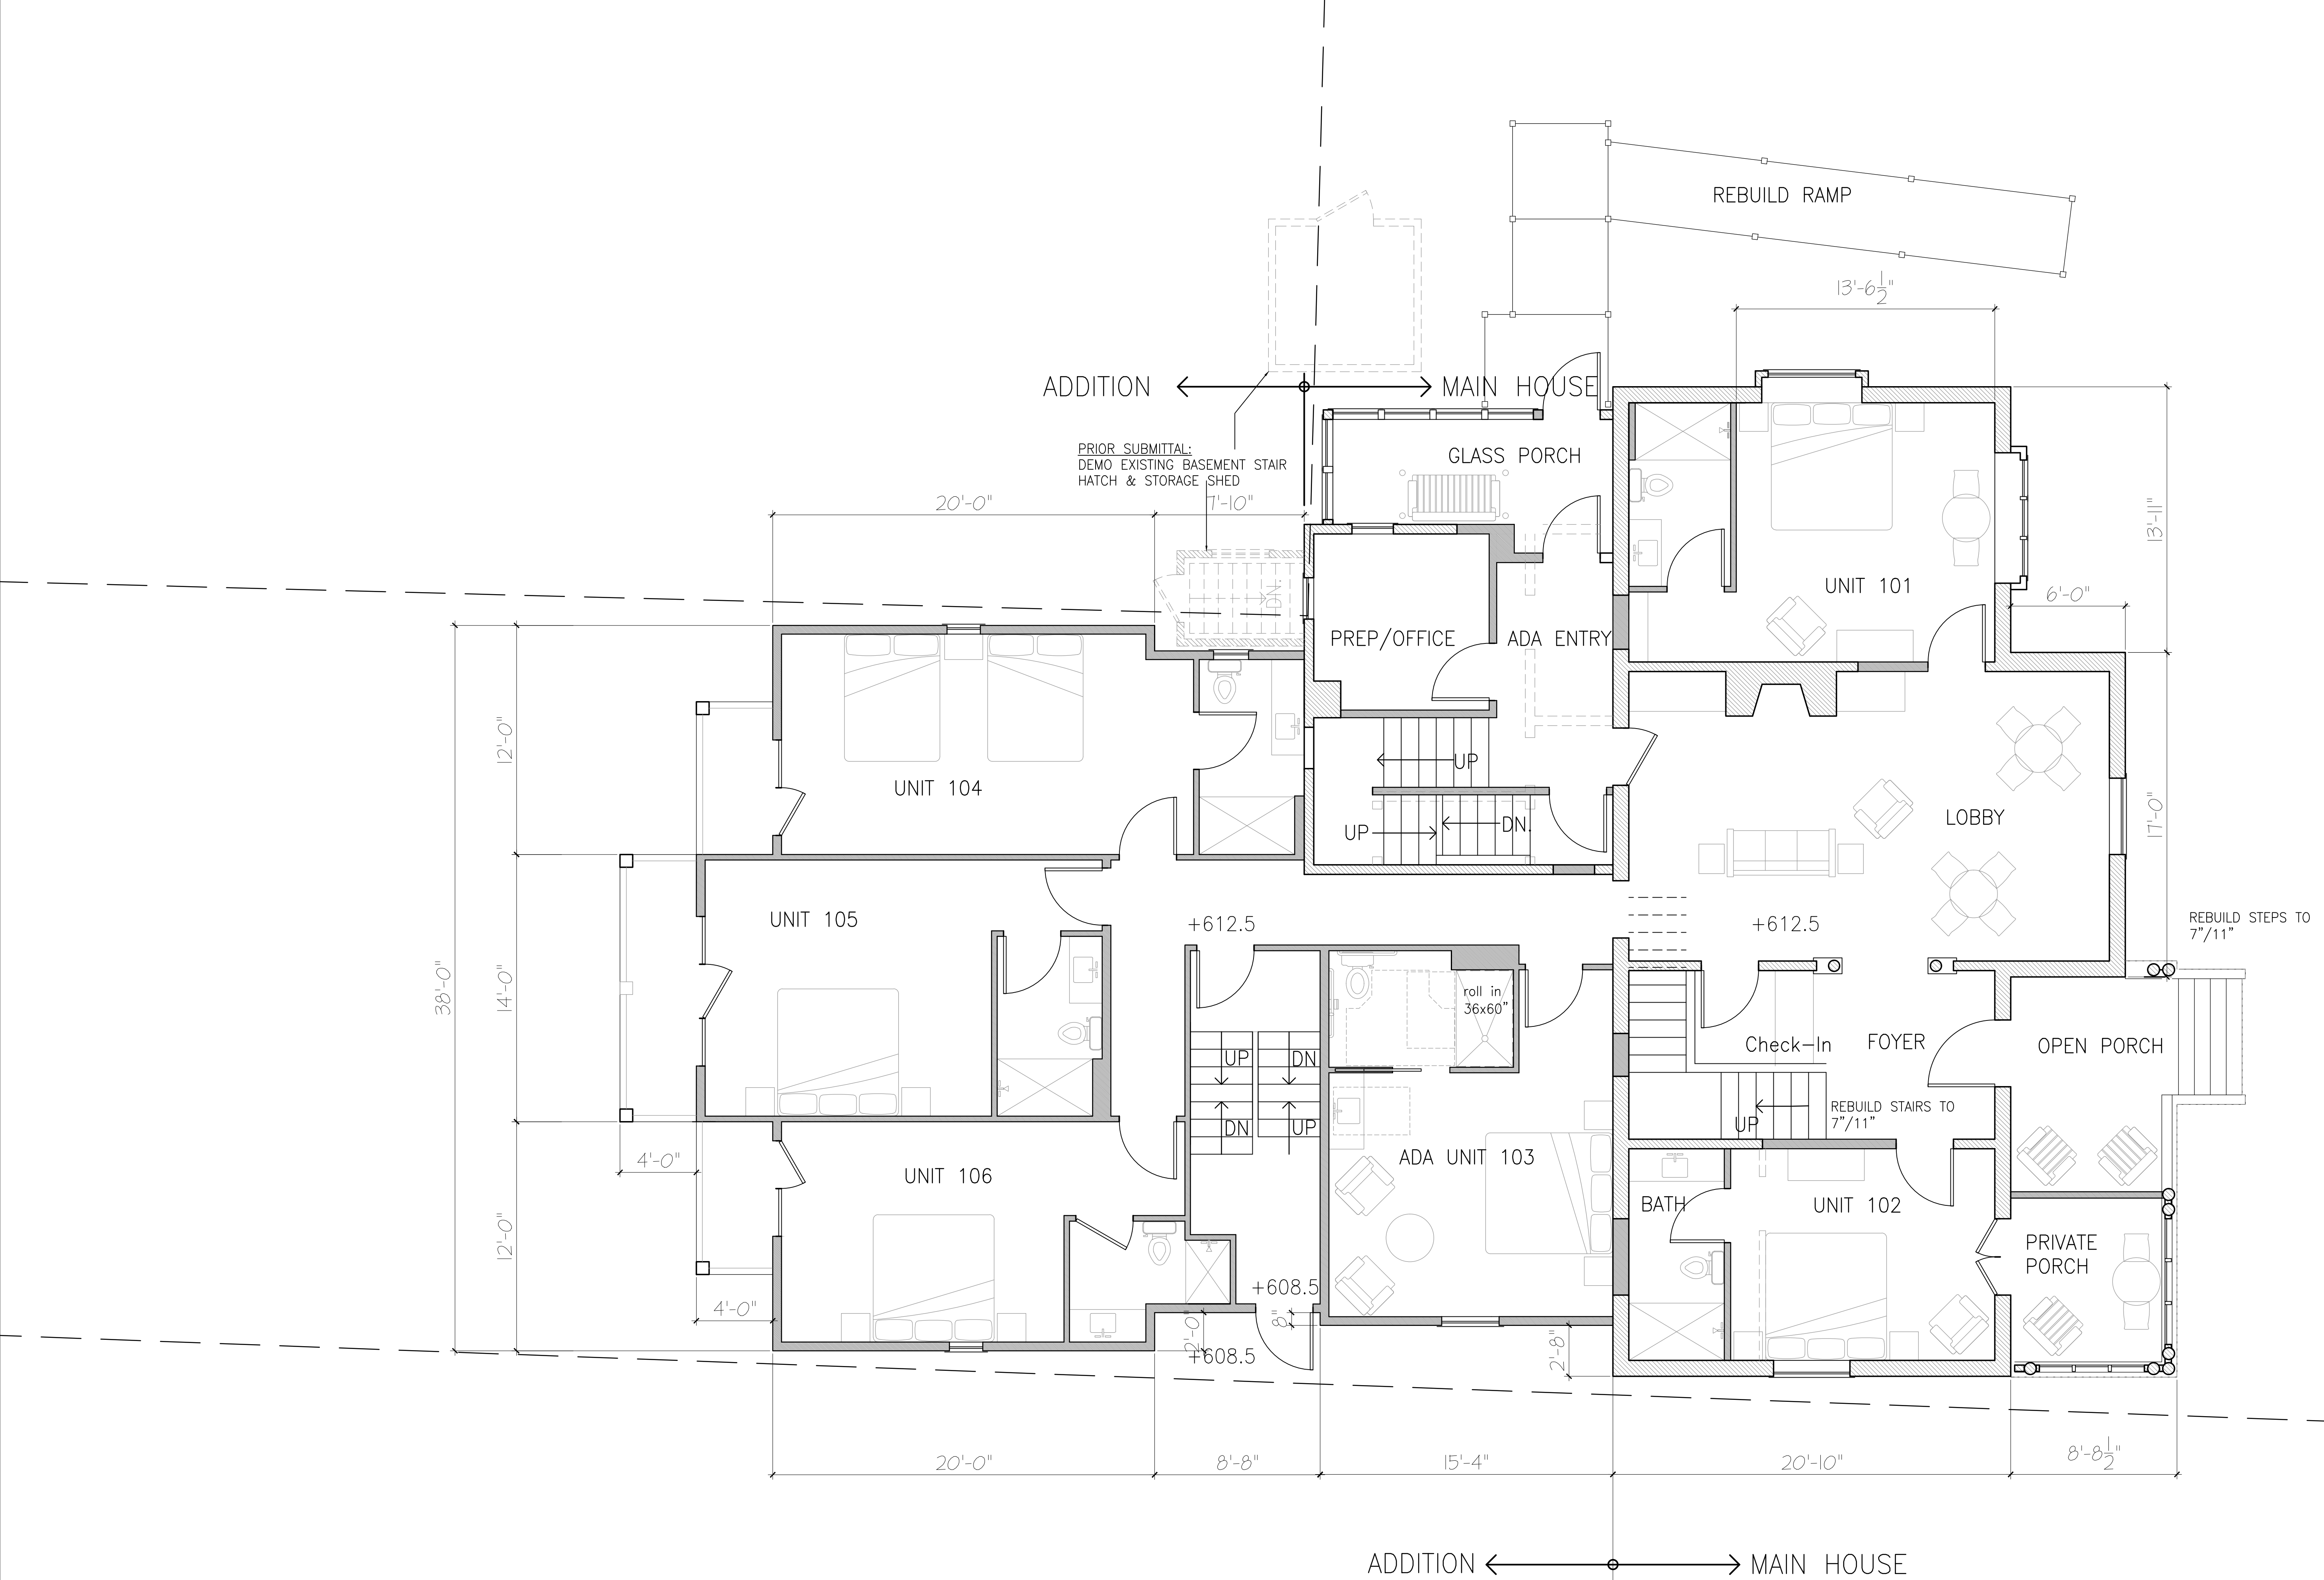 REBUILD RAMP
13'-6 1/2"
ADDITION
MAIN HOUSE
PRIOR SUBMITTAL:
DEMO EXISTING BASEMENT STAIR
HATCH & STORAGE SHED
GLASS PORCH
20'-0"
7'-10"
13'-11"
DN.
UNIT 101
6'-0"
PREP/OFFICE
ADA ENTRY
12'-0"
UNIT 104
UP
UP
DN.
LOBBY
17'-0"
UNIT 105
+612.5
+612.5
REBUILD STEPS TO
7"/11"
38'-0"
14'-0"
roll in
36x60"
UP
DN
Check-In
FOYER
OPEN PORCH
DN
UP
UP
REBUILD STAIRS TO
7"/11"
4'-0"
UNIT 106
ADA UNIT 103
BATH
UNIT 102
12'-0"
PRIVATE
PORCH
4'-0"
+608.5
2'-0"
8"
+608.5
2'-8"
20'-0"
8'-8"
15'-4"
20'-10"
8'-8 1/2"
ADDITION
MAIN HOUSE